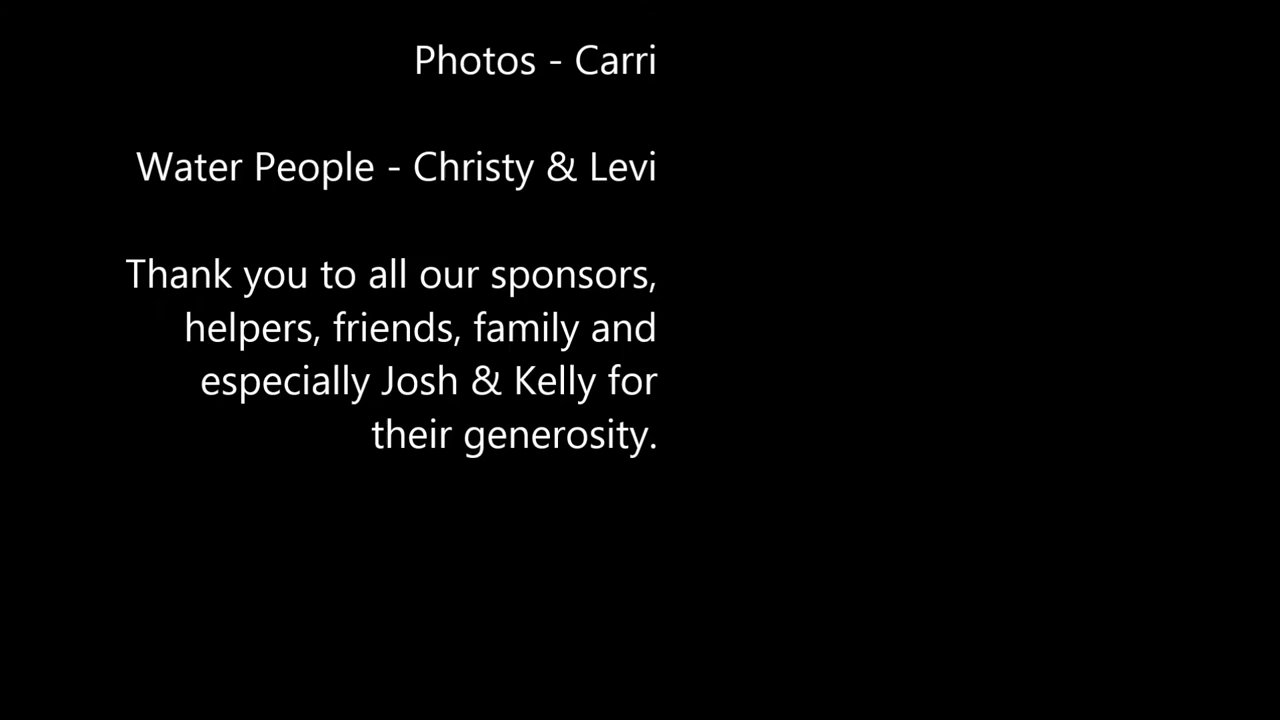 Photos - Carri
Water People - Christy & Levi
Thank you to all our sponsors,
helpers, friends, family and
especially Josh & Kelly for
their generosity.